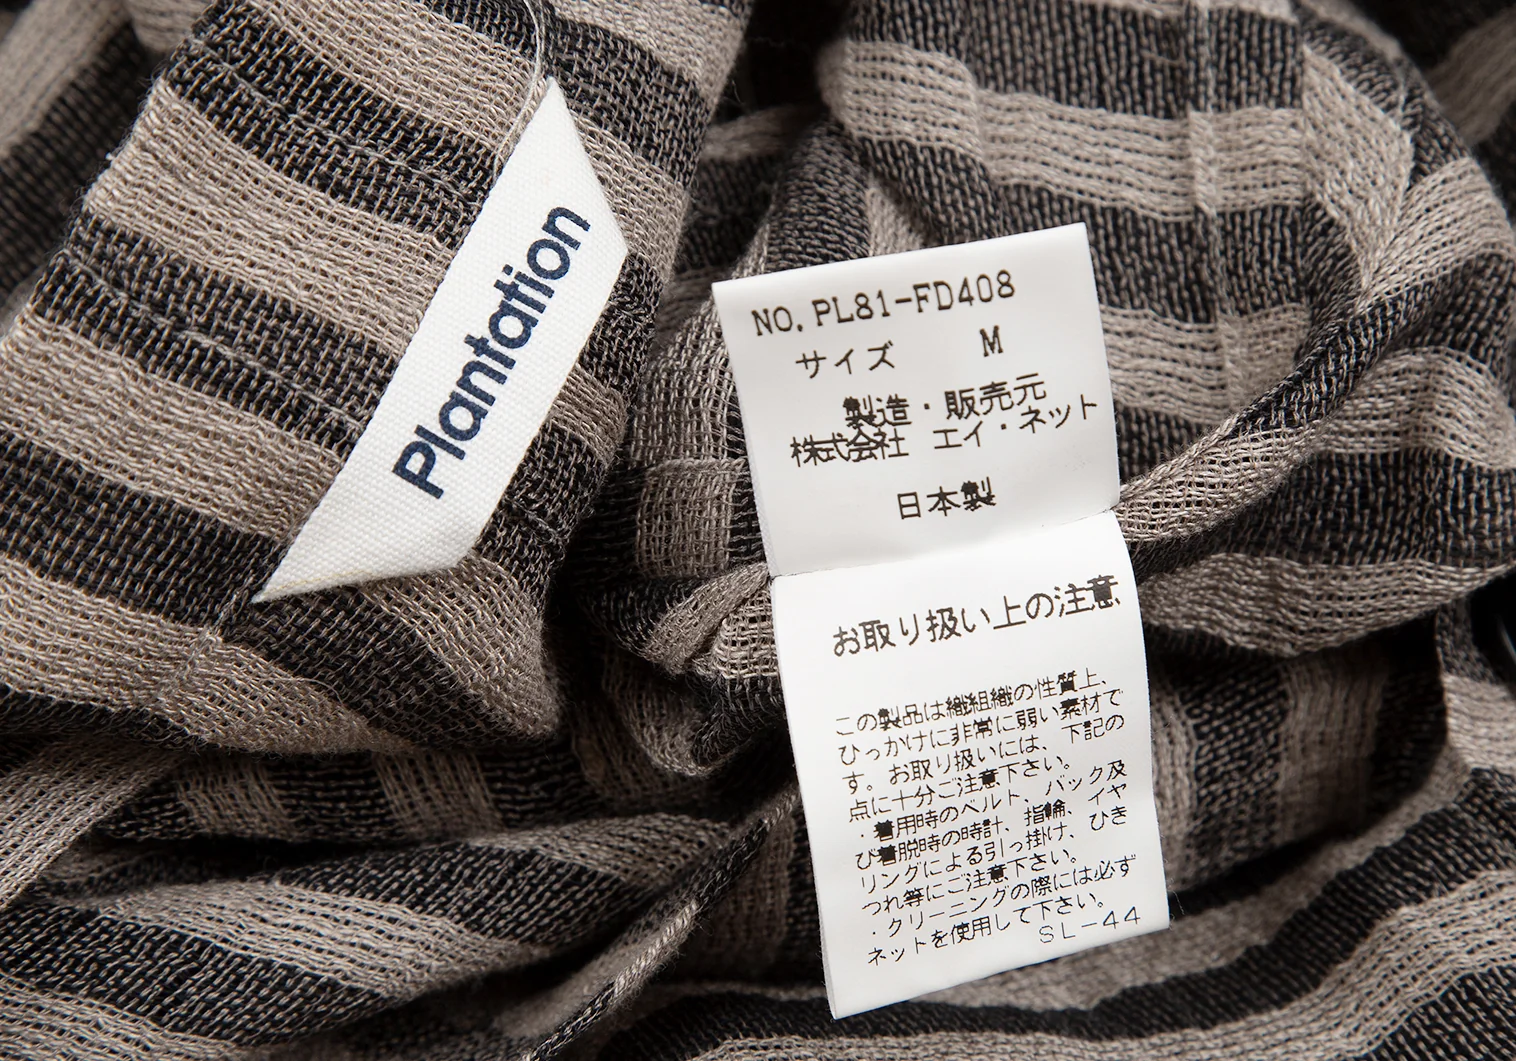 Plantation
NO. PL81-FD408
サイズ M
製造・販売元
株式会社 エイ・ネット
日本製
お取り扱い上の注意
この製品は織組織の性質上、
ひっかけに非常に弱い素材で
す。お取り扱いには、下記の
点に十分ご注意下さい。
・着用時のベルト、バック及
び着脱時の時計、指輪、イヤ
リングによる引っ掛け、ひき
つれ等にご注意下さい。
・クリーニングの際には必ず
ネットを使用して下さい。
SL-44